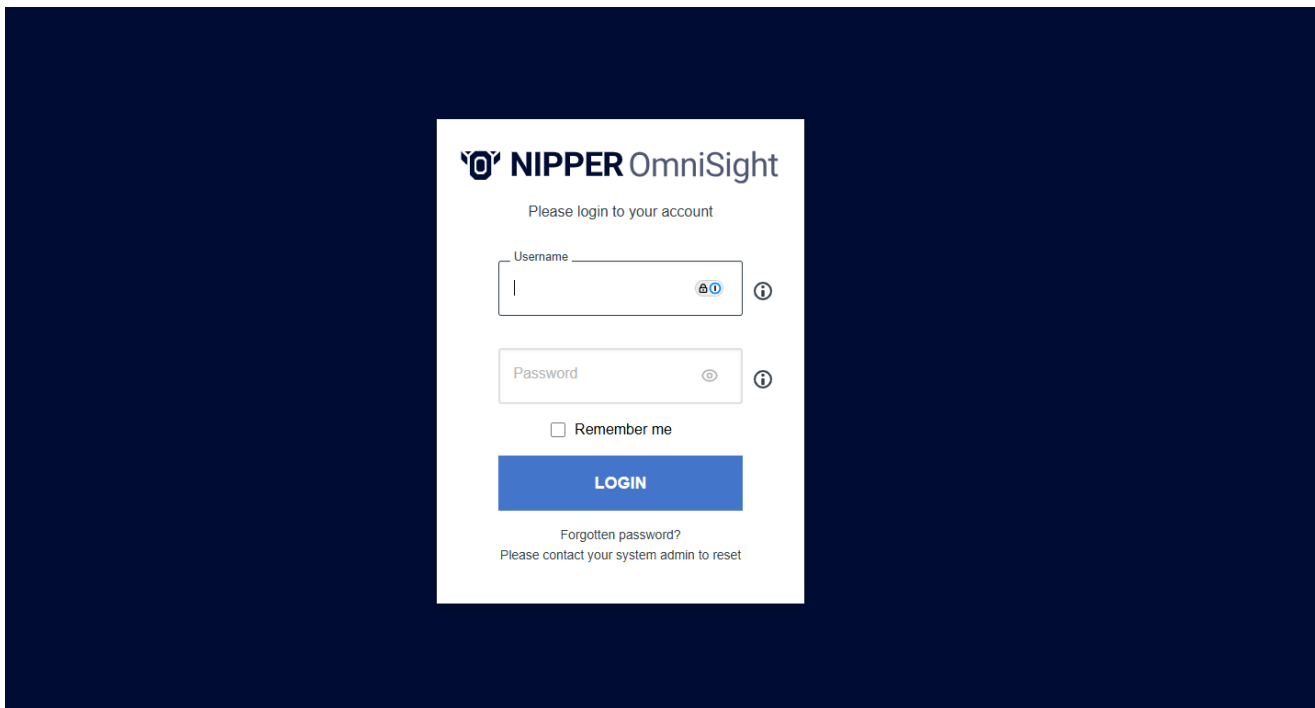 NIPPER OmniSight
Please login to your account
Username
Password
Remember me
LOGIN
Forgotten password?
Please contact your system admin to reset